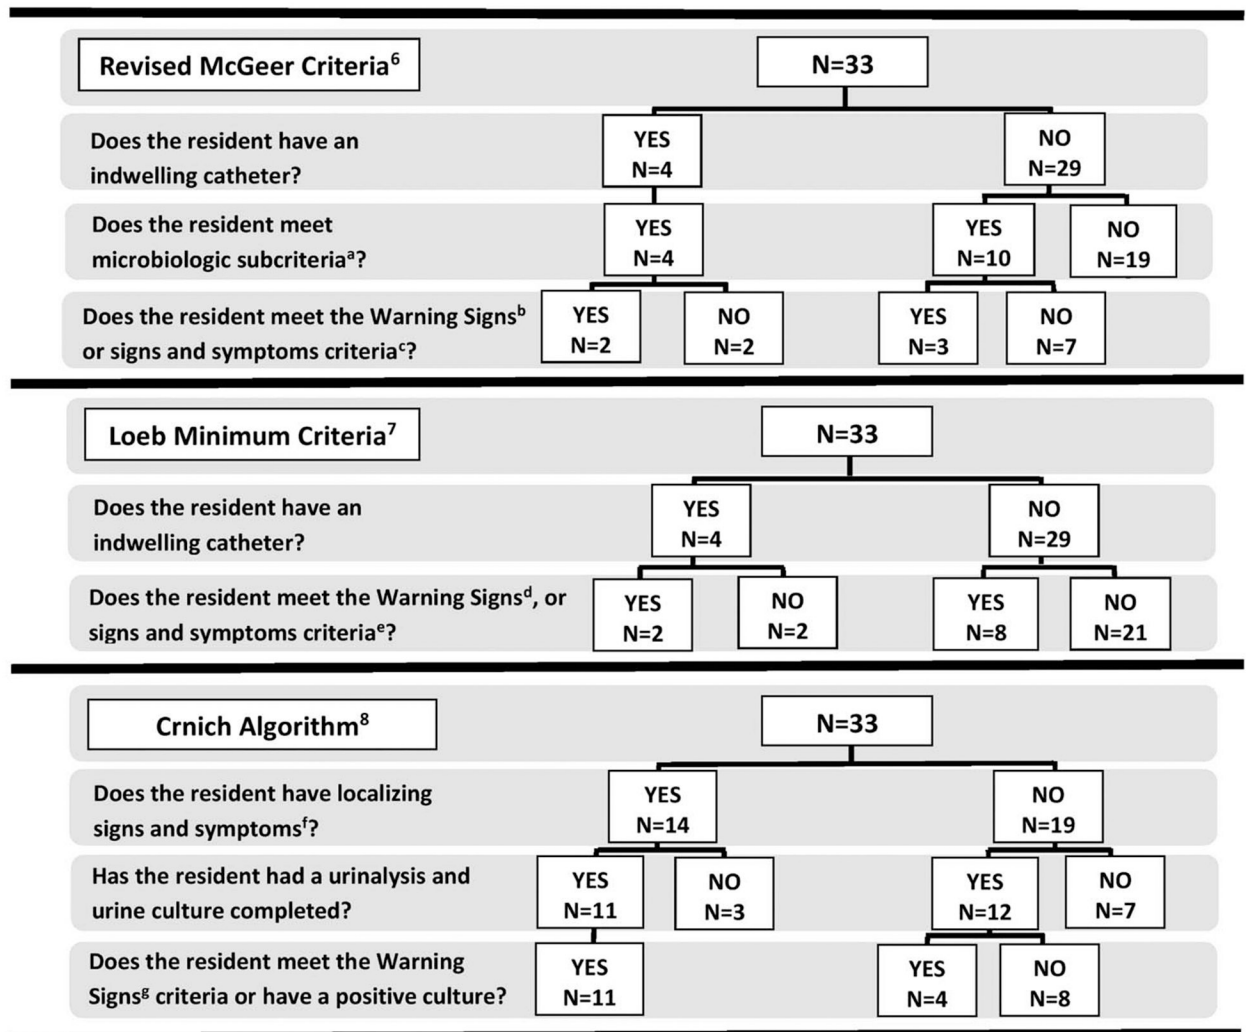 Revised McGeer Criteria⁶
N=33
Does the resident have an
indwelling catheter?
YES
N=4
NO
N=29
Does the resident meet
microbiologic subcriteriaᵃ?
YES
N=4
YES
N=10
NO
N=19
Does the resident meet the Warning Signsᵇ
or signs and symptoms criteriaᶜ?
YES
N=2
NO
N=2
YES
N=3
NO
N=7
Loeb Minimum Criteria⁷
N=33
Does the resident have an
indwelling catheter?
YES
N=4
NO
N=29
Does the resident meet the Warning Signsᵈ, or
signs and symptoms criteriaᵉ?
YES
N=2
NO
N=2
YES
N=8
NO
N=21
Crnich Algorithm⁸
N=33
Does the resident have localizing
signs and symptomsᶠ?
YES
N=14
NO
N=19
Has the resident had a urinalysis and
urine culture completed?
YES
N=11
NO
N=3
YES
N=12
NO
N=7
Does the resident meet the Warning
Signsᵍ criteria or have a positive culture?
YES
N=11
YES
N=4
NO
N=8